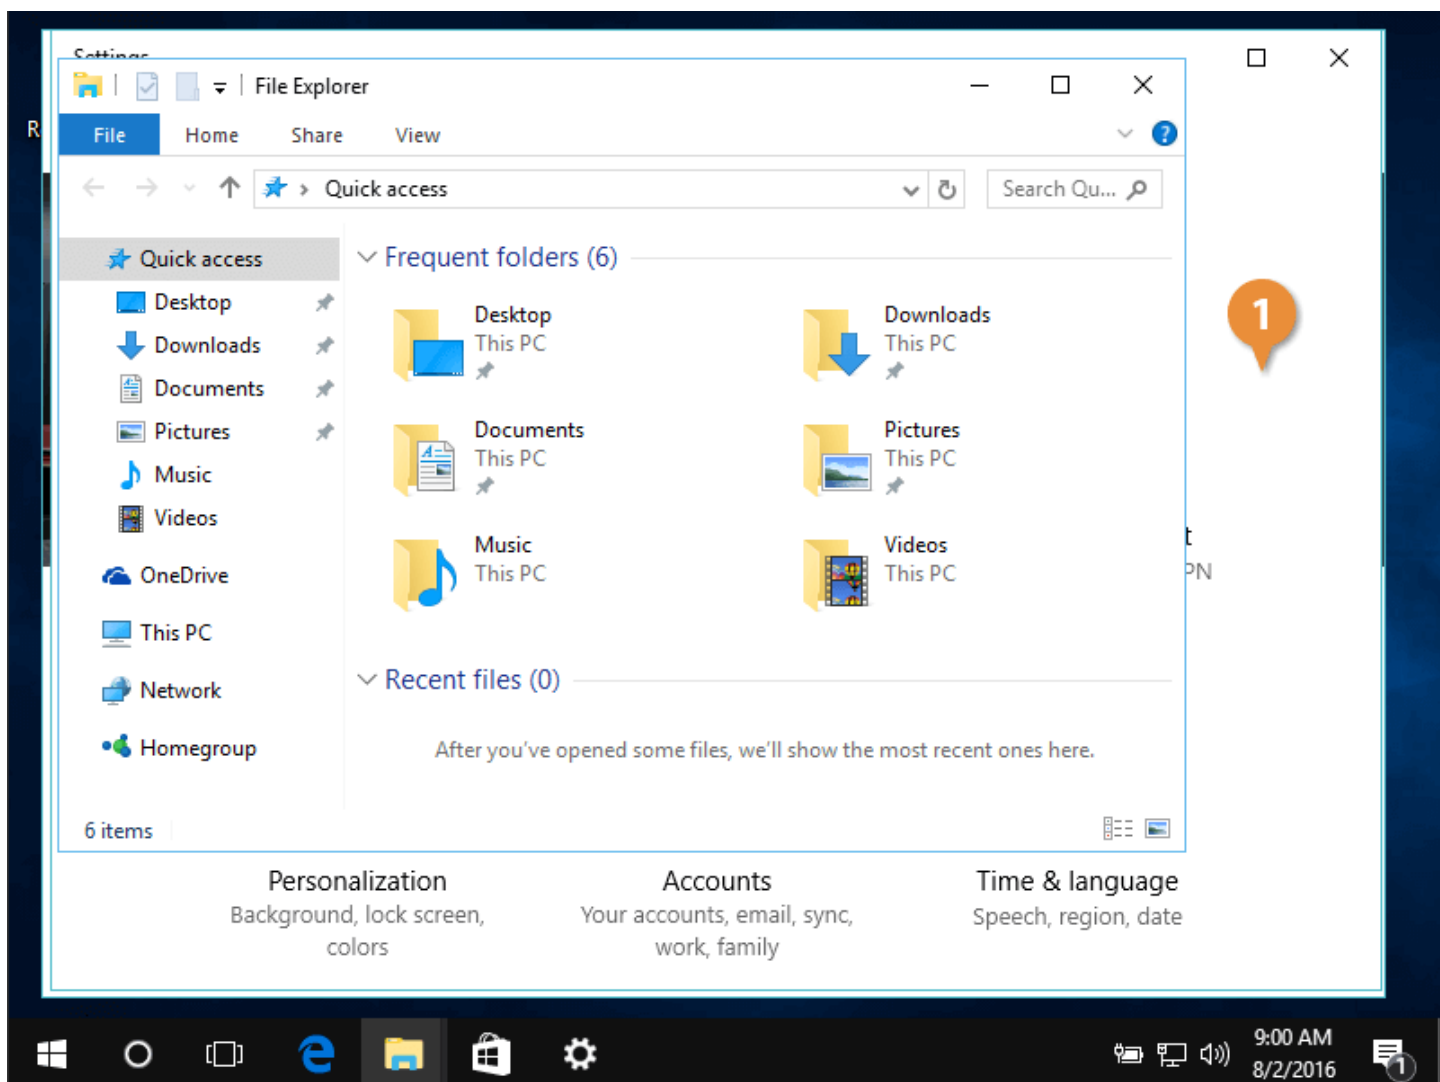 Settings
R
File Explorer
File Home Share View
?
Quick access
Search Qu...
Quick access
Desktop
Downloads
Documents
Pictures
Music
Videos
OneDrive
This PC
Network
Homegroup
Frequent folders (6)
Desktop
This PC
Downloads
This PC
Documents
This PC
Pictures
This PC
Music
This PC
Videos
This PC
Recent files (0)
After you've opened some files, we'll show the most recent ones here.
6 items
1
t
PN
Personalization
Background, lock screen,
colors
Accounts
Your accounts, email, sync,
work, family
Time & language
Speech, region, date
9:00 AM
8/2/2016
1